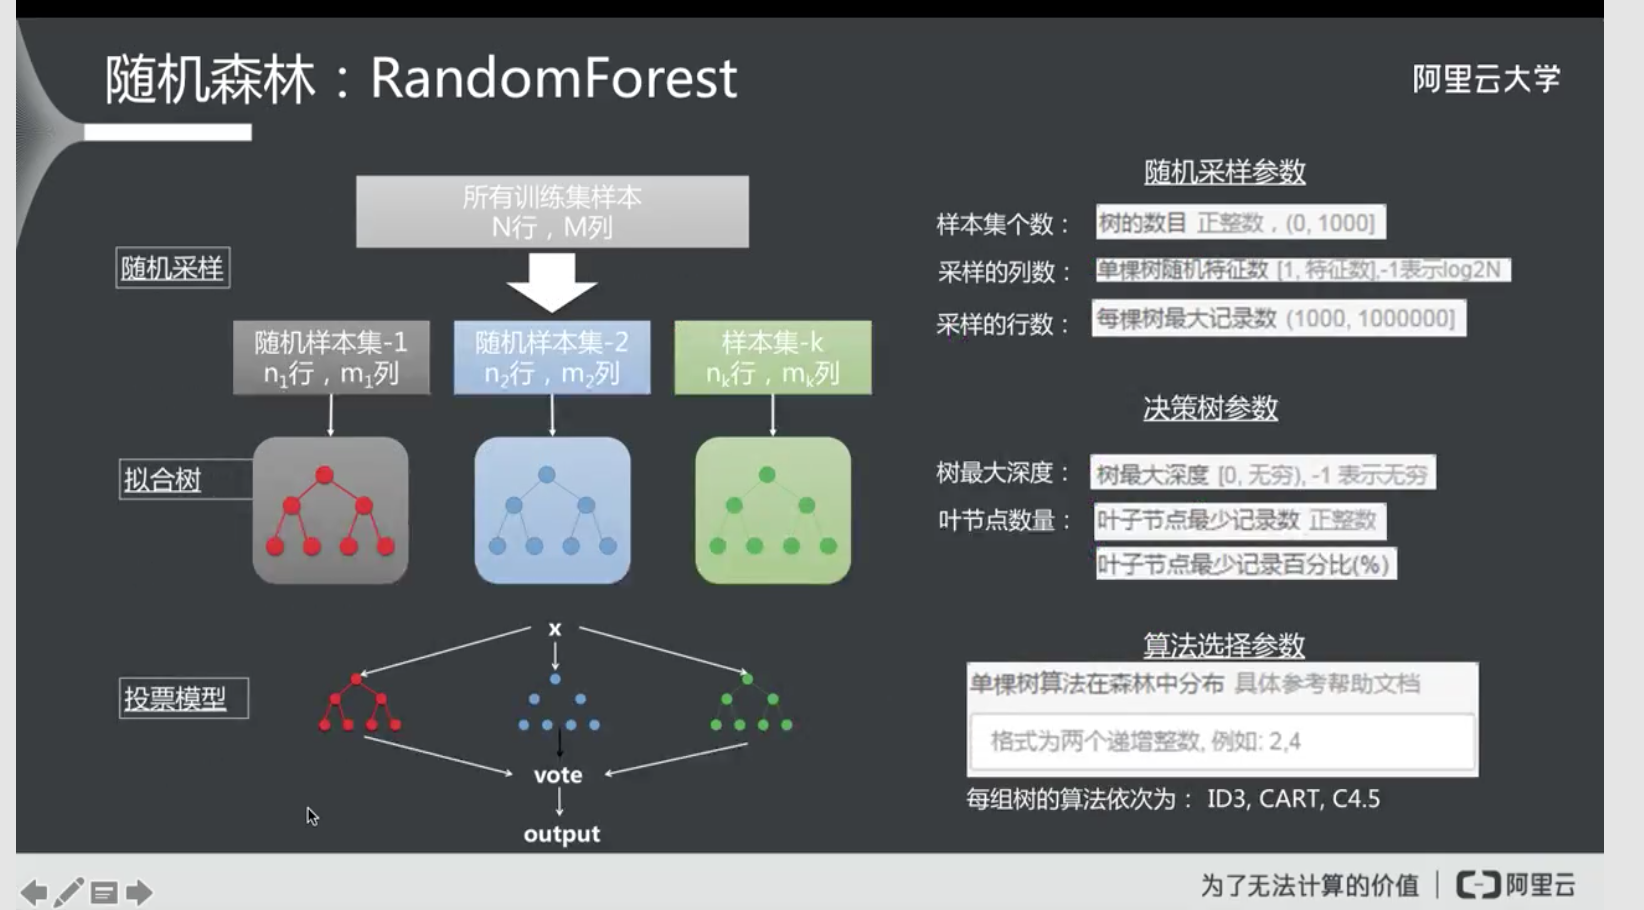 随机森林：RandomForest
阿里云大学
所有训练集样本
N行，M列
随机采样
随机样本集-1
n₁行，m₁列
随机样本集-2
n₂行，m₂列
样本集-k
nₖ行，mₖ列
拟合树
投票模型
x
vote
output
随机采样参数
样本集个数： 树的数目 正整数，(0, 1000]
采样的列数： 单棵树随机特征数 [1, 特征数],-1表示log2N
采样的行数： 每棵树最大记录数 (1000, 1000000]
决策树参数
树最大深度： 树最大深度 [0, 无穷), -1 表示无穷
叶节点数量： 叶子节点最少记录数 正整数
叶子节点最少记录百分比(%)
算法选择参数
单棵树算法在森林中分布 具体参考帮助文档
格式为两个递增整数, 例如: 2,4
每组树的算法依次为： ID3, CART, C4.5
为了无法计算的价值 | 阿里云